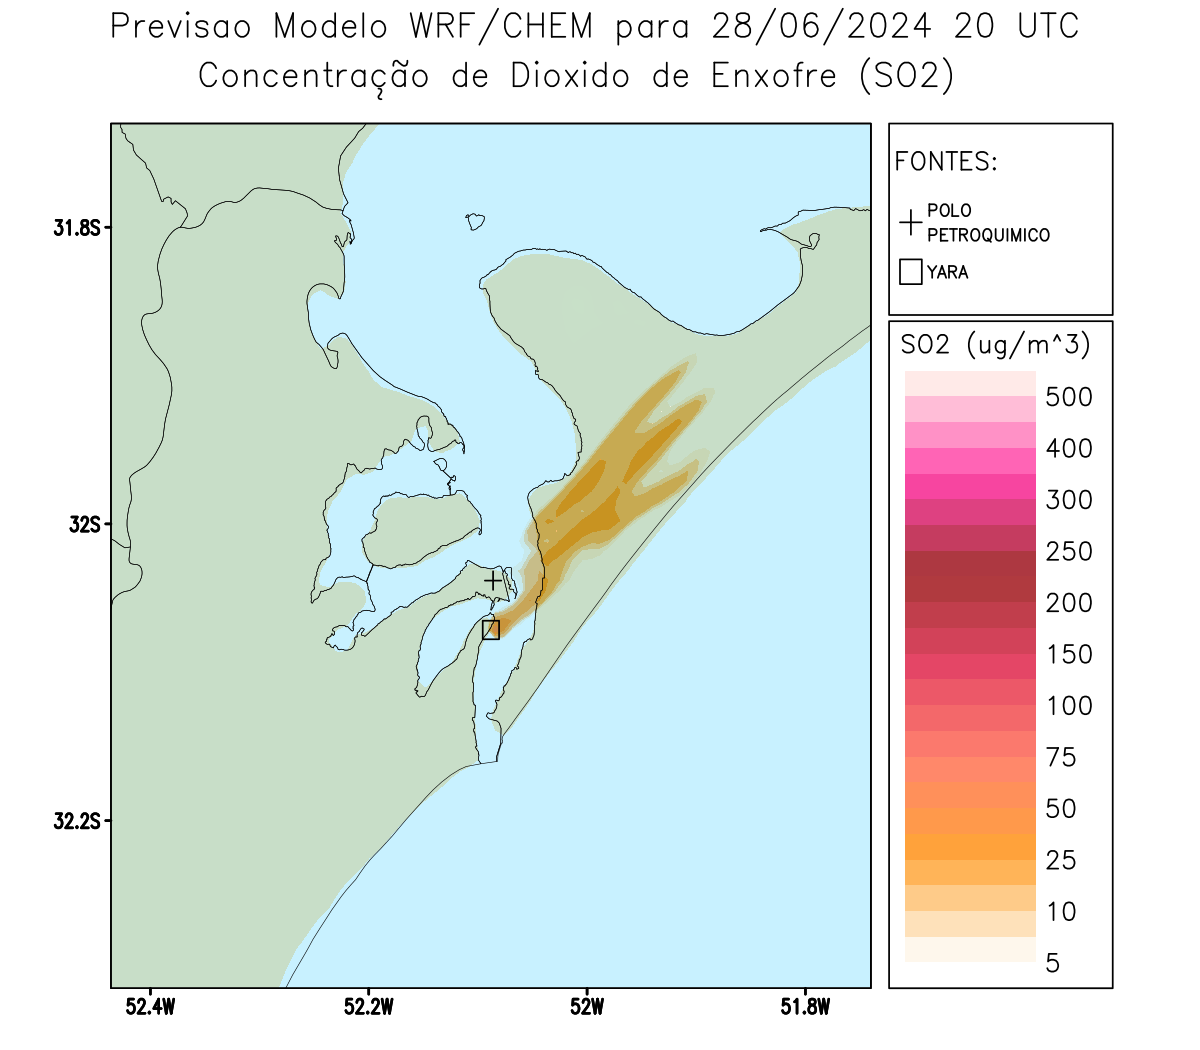 Previsao Modelo WRF/CHEM para 28/06/2024 20 UTC
Concentração de Dioxido de Enxofre (SO2)
FONTES:
POLO
PETROQUIMICO
YARA
31.8S
32S
32.2S
52.4W
52.2W
52W
51.8W
SO2 (ug/m^3)
500
400
300
250
200
150
100
75
50
25
10
5